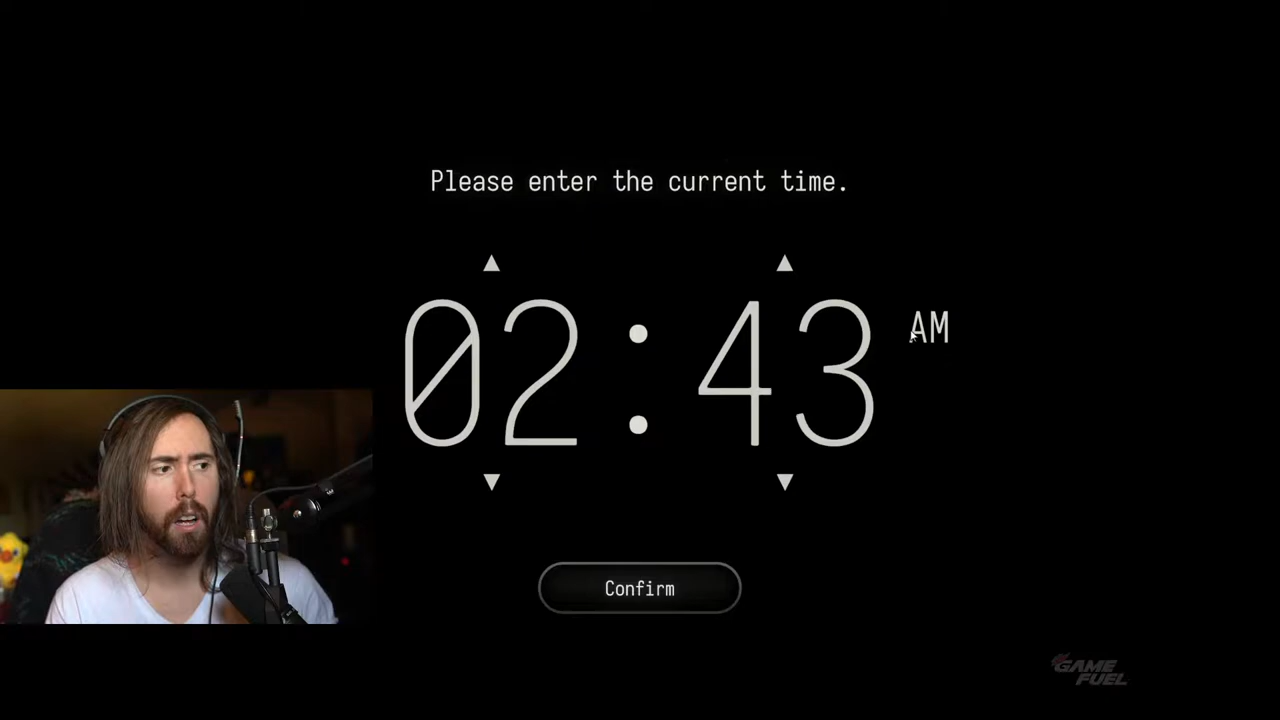 Please enter the current time.
▲ ▲
02:43 AM
▼ ▼
Confirm
GAME
FUEL